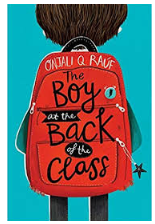 ONJALI Q. RAÚF
The
Boy
at the
Back
of the
Class